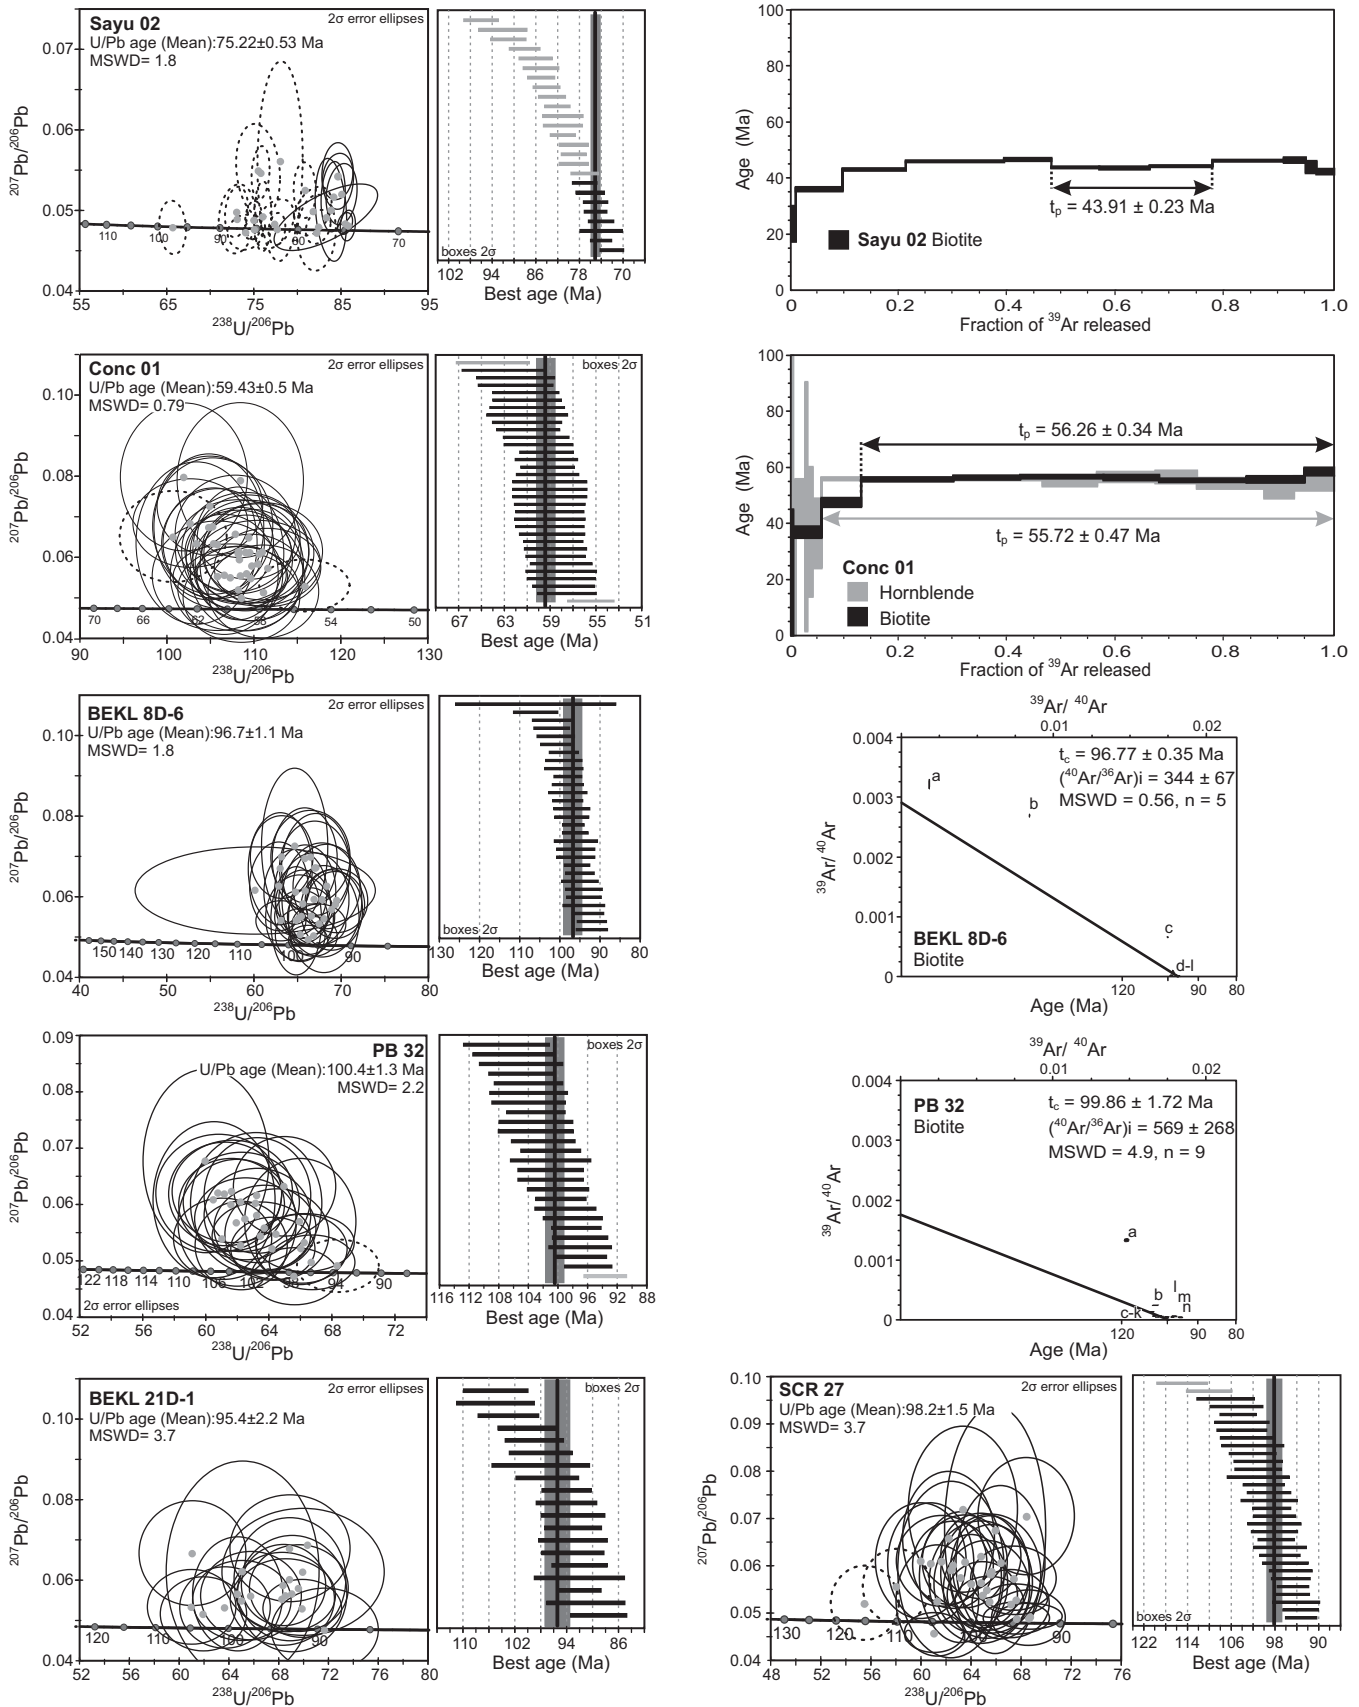 Sayu 02
2σ error ellipses
U/Pb age (Mean):75.22±0.53 Ma
MSWD= 1.8
0.07
0.06
0.05
0.04
207Pb/206Pb
110
100
90
80
70
55
65
75
85
95
238U/206Pb
boxes 2σ
102
94
86
78
70
Best age (Ma)
100
80
60
40
20
0
Age (Ma)
tp = 43.91 ± 0.23 Ma
Sayu 02 Biotite
0
0.2
0.4
0.6
0.8
1.0
Fraction of 39Ar released
Conc 01
2σ error ellipses
U/Pb age (Mean):59.43±0.5 Ma
MSWD= 0.79
0.10
0.08
0.06
0.04
207Pb/206Pb
70
66
62
58
54
50
90
100
110
120
130
238U/206Pb
boxes 2σ
67
63
59
55
51
Best age (Ma)
100
80
60
40
20
0
Age (Ma)
tp = 56.26 ± 0.34 Ma
tp = 55.72 ± 0.47 Ma
Conc 01
Hornblende
Biotite
0
0.2
0.4
0.6
0.8
1.0
Fraction of 39Ar released
BEKL 8D-6
2σ error ellipses
U/Pb age (Mean):96.7±1.1 Ma
MSWD= 1.8
0.10
0.08
0.06
0.04
207Pb/206Pb
150
140
130
120
110
100
90
40
50
60
70
80
238U/206Pb
boxes 2σ
130
120
110
100
90
80
Best age (Ma)
39Ar/ 40Ar
0.01
0.02
0.004
0.003
0.002
0.001
0
39Ar/ 40Ar
tc = 96.77 ± 0.35 Ma
(40Ar/36Ar)i = 344 ± 67
MSWD = 0.56, n = 5
a
b
c
d-l
BEKL 8D-6
Biotite
120
90
80
Age (Ma)
PB 32
U/Pb age (Mean):100.4±1.3 Ma
MSWD= 2.2
0.09
0.08
0.07
0.06
0.05
0.04
207Pb/206Pb
122
118
114
110
106
102
98
94
90
2σ error ellipses
52
56
60
64
68
72
238U/206Pb
boxes 2σ
116
112
108
104
100
96
92
88
Best age (Ma)
39Ar/ 40Ar
0.01
0.02
0.004
0.003
0.002
0.001
0
39Ar/ 40Ar
PB 32
Biotite
tc = 99.86 ± 1.72 Ma
(40Ar/36Ar)i = 569 ± 268
MSWD = 4.9, n = 9
a
b
c-k
l
m
n
120
90
80
Age (Ma)
BEKL 21D-1
2σ error ellipses
U/Pb age (Mean):95.4±2.2 Ma
MSWD= 3.7
0.10
0.08
0.06
0.04
207Pb/206Pb
120
110
100
90
52
56
60
64
68
72
76
80
238U/206Pb
boxes 2σ
110
102
94
86
Best age (Ma)
SCR 27
2σ error ellipses
U/Pb age (Mean):98.2±1.5 Ma
MSWD= 3.7
0.10
0.09
0.08
0.07
0.06
0.05
0.04
207Pb/206Pb
130
120
110
100
90
48
52
56
60
64
68
72
76
238U/206Pb
boxes 2σ
122
114
106
98
90
Best age (Ma)